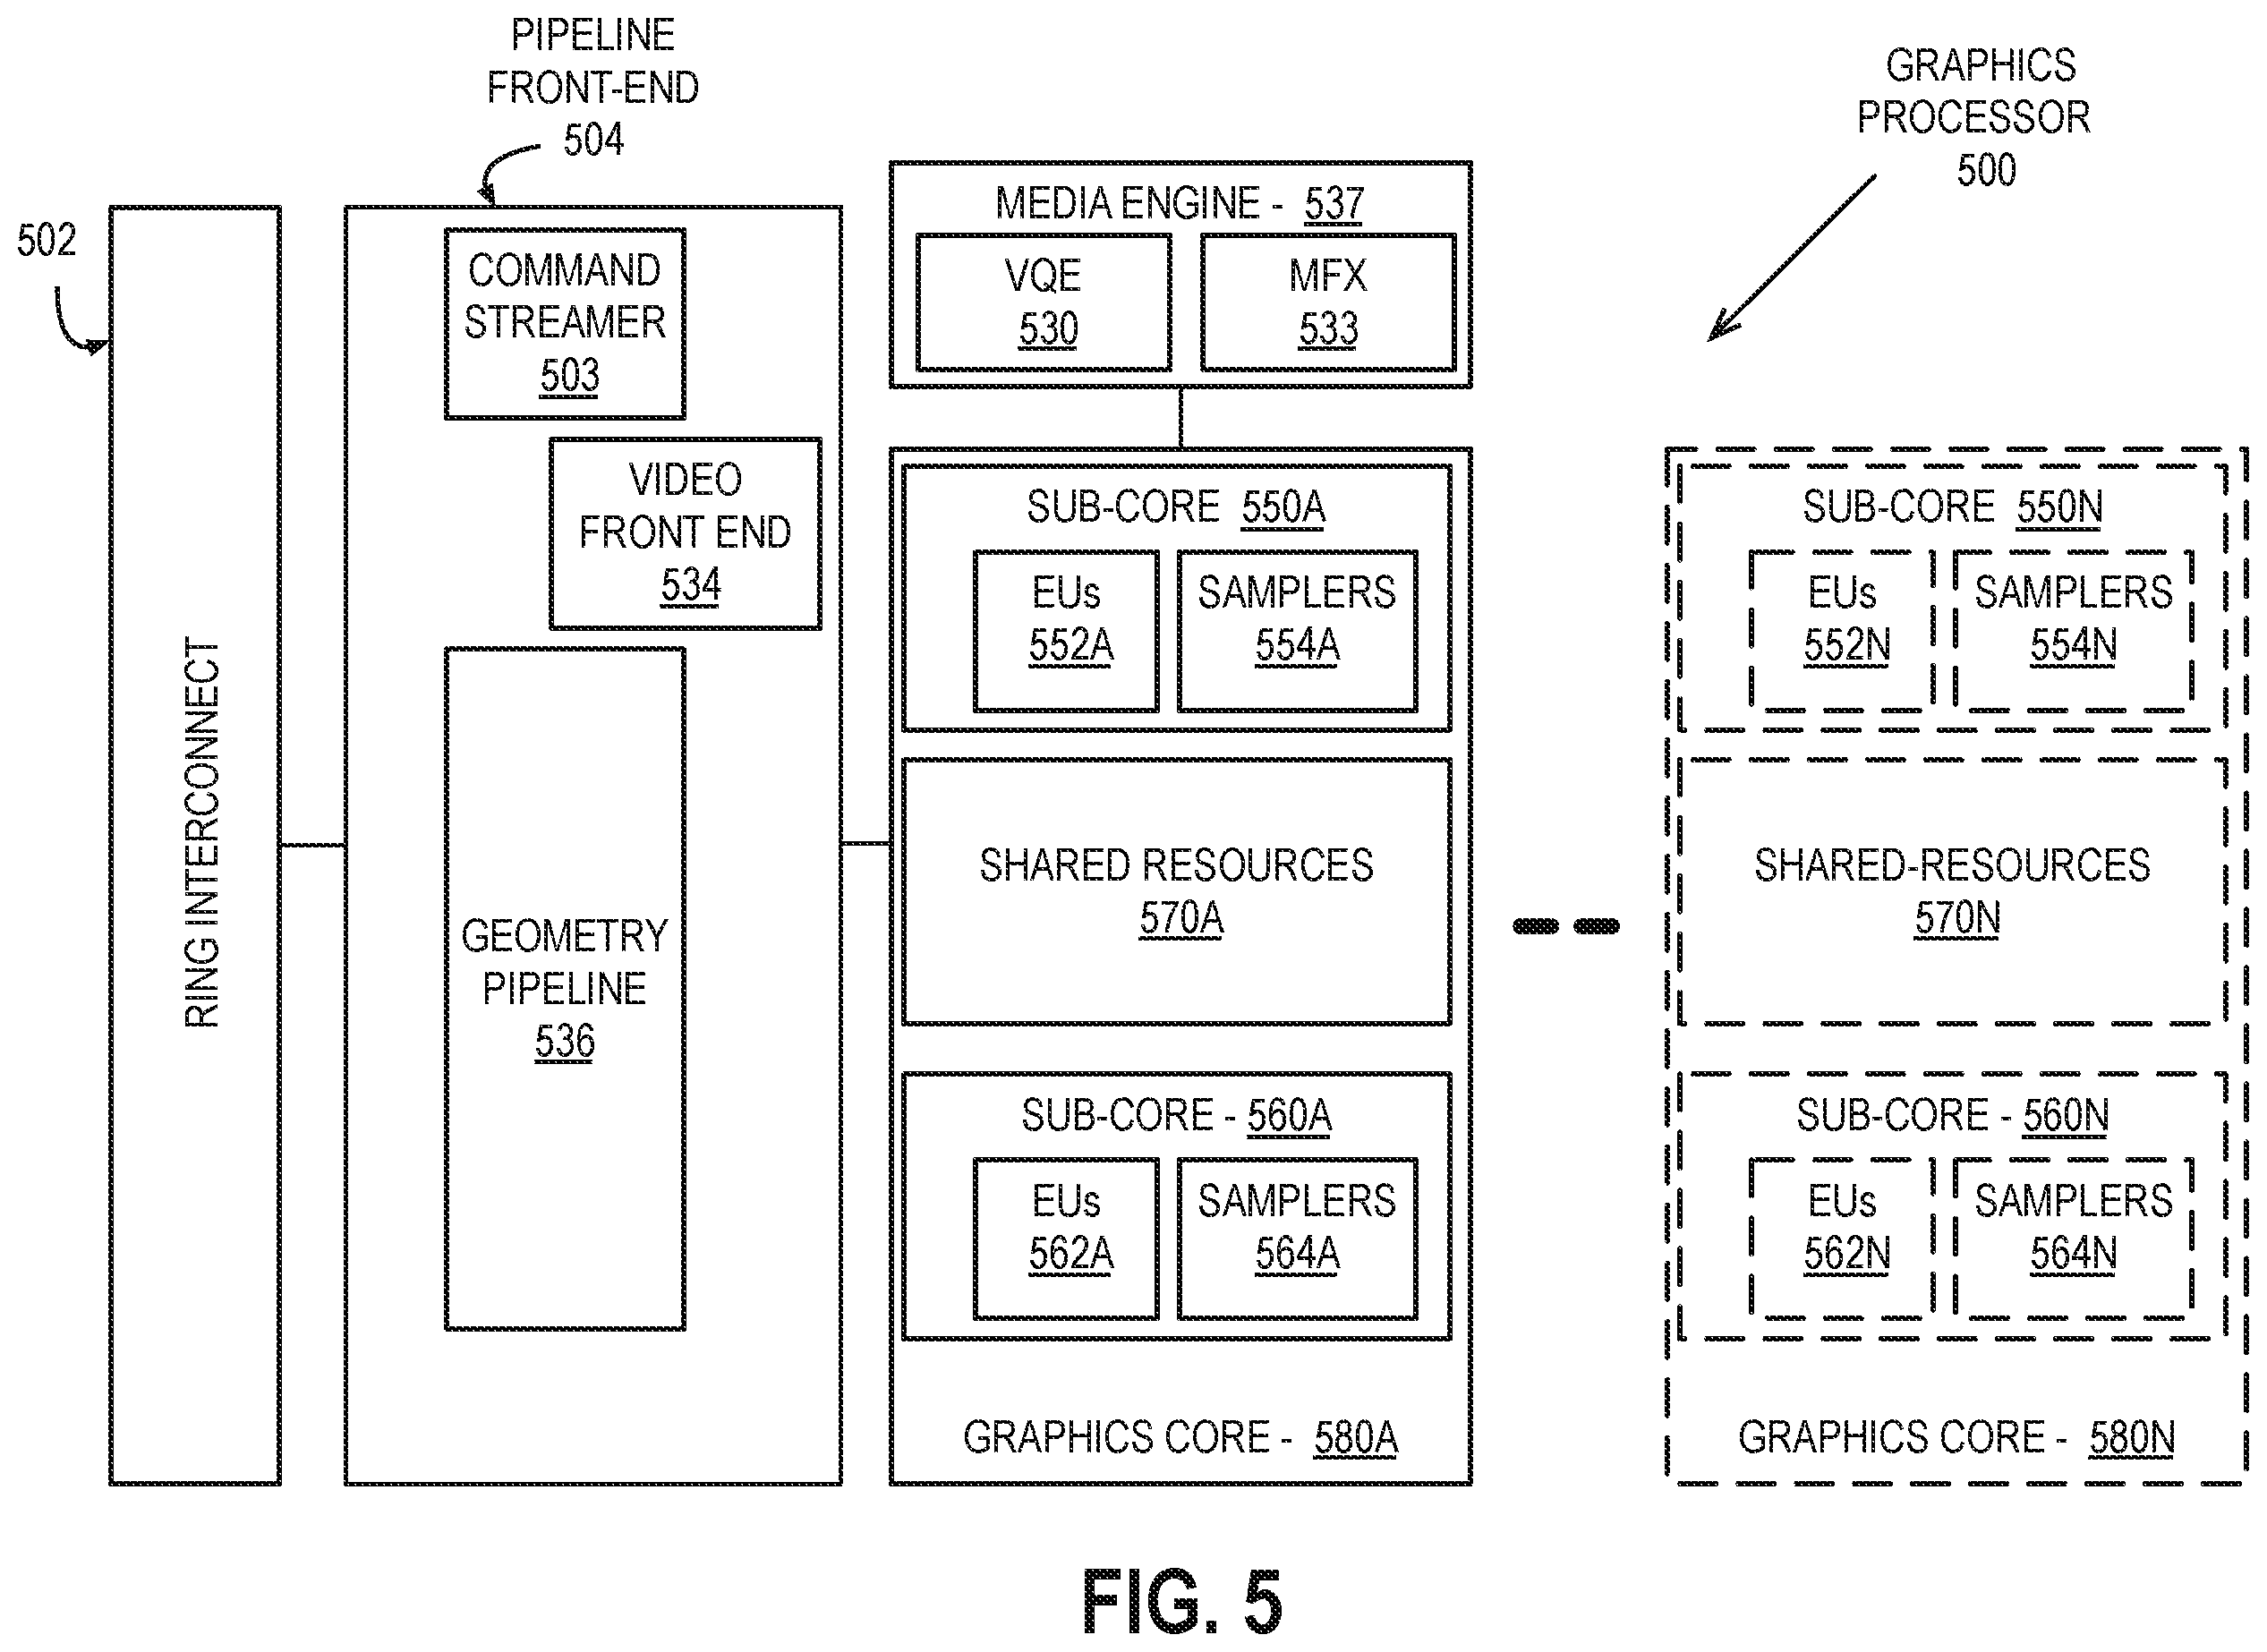 PIPELINE
FRONT-END
504
GRAPHICS
PROCESSOR
500
502
RING INTERCONNECT
COMMAND
STREAMER
503
VIDEO
FRONT END
534
GEOMETRY
PIPELINE
536
MEDIA ENGINE - 537
VQE
530
MFX
533
SUB-CORE 550A
EUs
552A
SAMPLERS
554A
SHARED RESOURCES
570A
SUB-CORE - 560A
EUs
562A
SAMPLERS
564A
GRAPHICS CORE - 580A
SUB-CORE 550N
EUs
552N
SAMPLERS
554N
SHARED-RESOURCES
570N
SUB-CORE - 560N
EUs
562N
SAMPLERS
564N
GRAPHICS CORE - 580N
FIG. 5